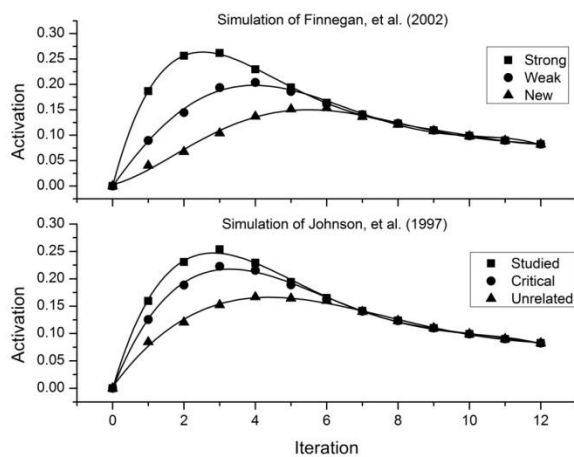 Simulation of Finnegan, et al. (2002)
0.30
0.25
0.20
0.15
0.10
0.05
0.00
Activation
Strong
Weak
New
Simulation of Johnson, et al. (1997)
0.30
0.25
0.20
0.15
0.10
0.05
0.00
Activation
Studied
Critical
Unrelated
0 2 4 6 8 10 12
Iteration